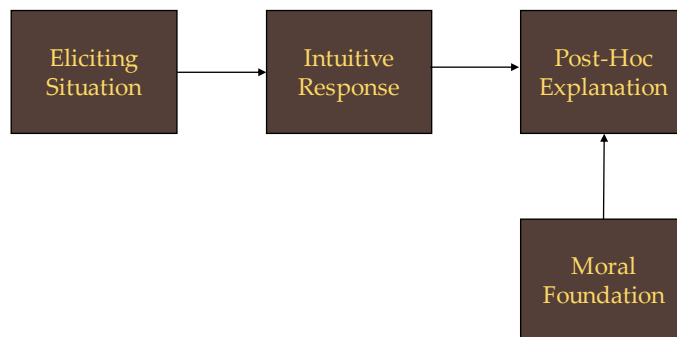 Eliciting
Situation
Intuitive
Response
Post-Hoc
Explanation
Moral
Foundation